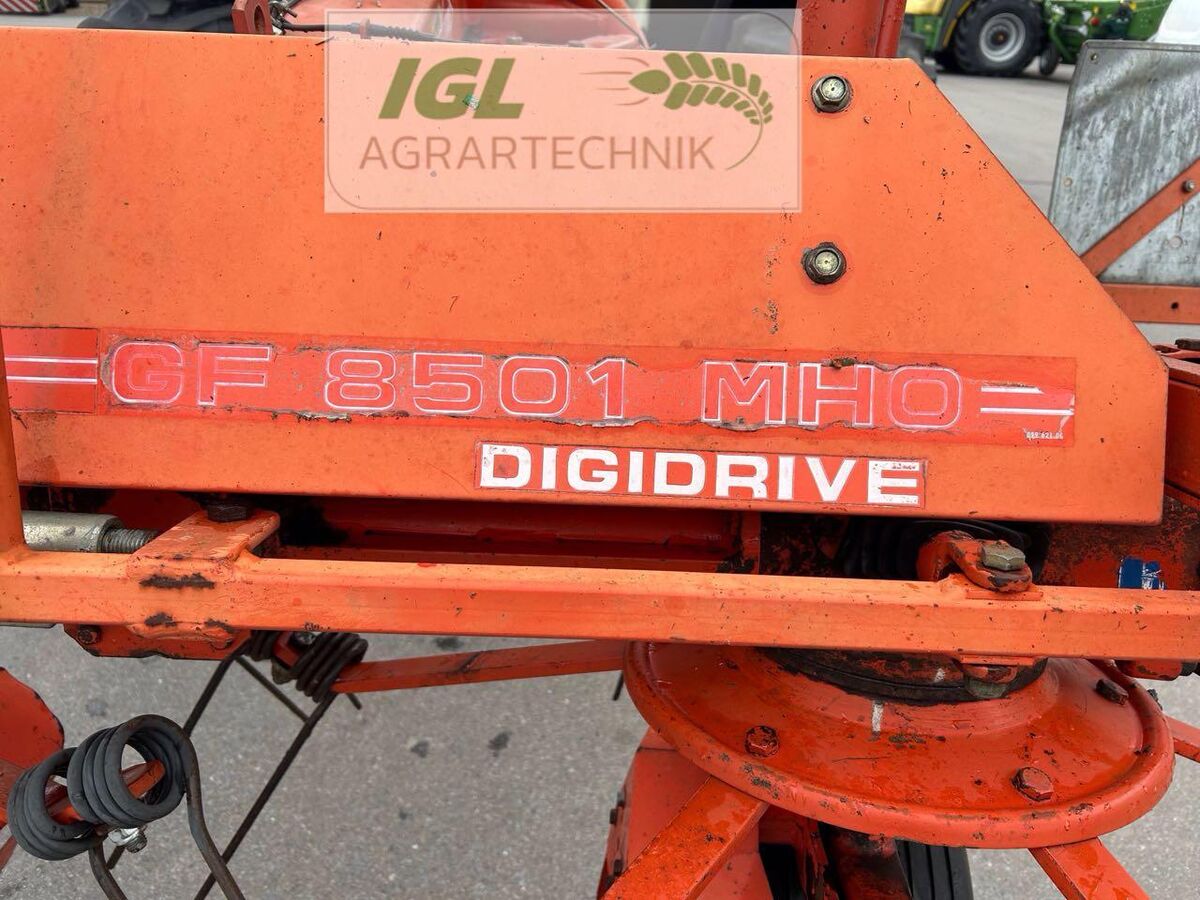 IGL
AGRARTECHNIK
GF 8501 MHO
DIGIDRIVE